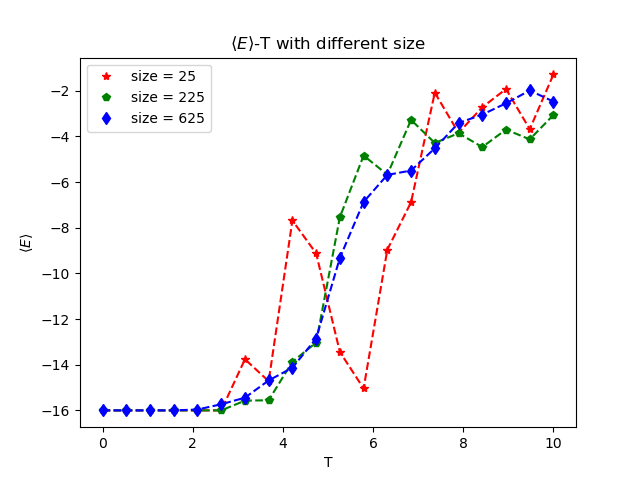 ⟨E⟩-T with different size
size = 25
size = 225
size = 625
−2
−4
−6
−8
−10
−12
−14
−16
⟨E⟩
0 2 4 6 8 10
T